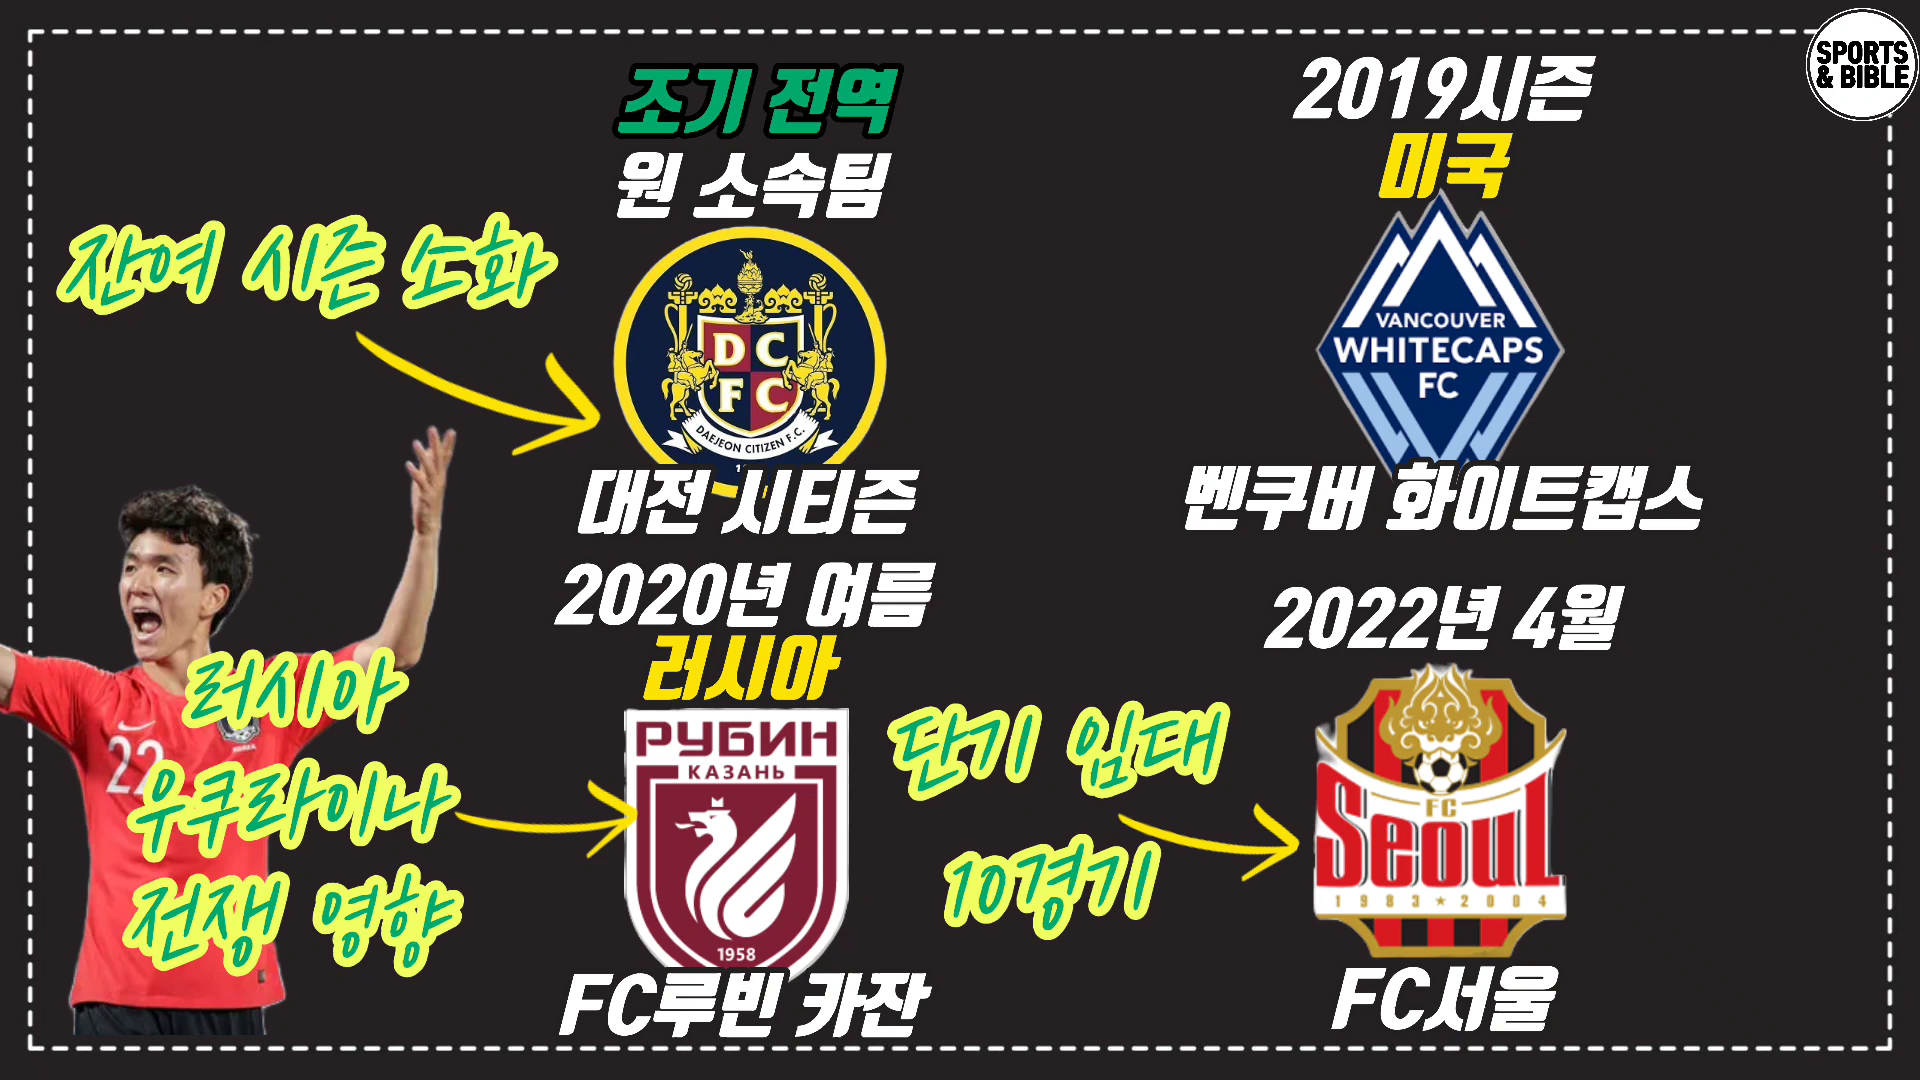 SPORTS
& BIBLE
조기 전역
원 소속팀
잔여 시즌 소화
D C
F C
DAEJEON CITIZEN F.C.
대전 시티즌
2019시즌
미국
VANCOUVER
WHITECAPS
FC
벤쿠버 화이트캡스
2020년 여름
러시아
22
KOREA
러시아
우쿠라이나
전쟁 영향
РУБИН
КАЗАНЬ
1958
FC루빈 카잔
2022년 4월
단기 임대
10경기
FC
SEOUL
1983★2004
FC서울